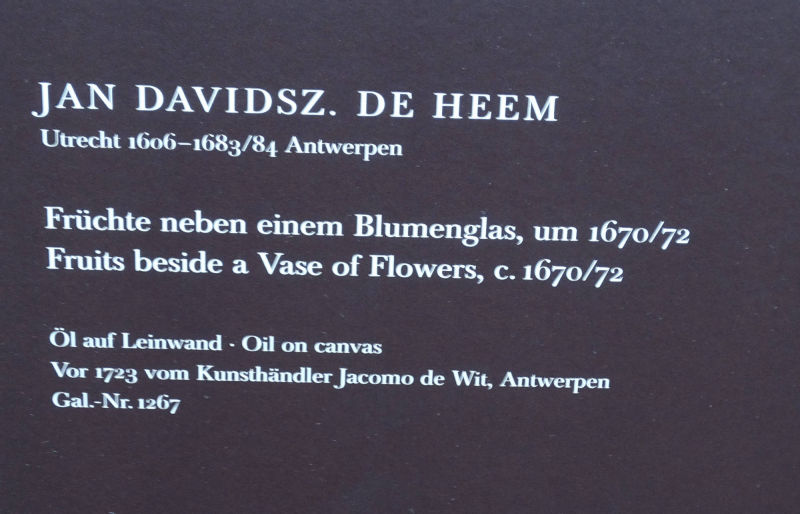 JAN DAVIDSZ. DE HEEM
Utrecht 1606–1683/84 Antwerpen
Früchte neben einem Blumenglas, um 1670/72
Fruits beside a Vase of Flowers, c. 1670/72
Öl auf Leinwand · Oil on canvas
Vor 1723 vom Kunsthändler Jacomo de Wit, Antwerpen
Gal.-Nr. 1267